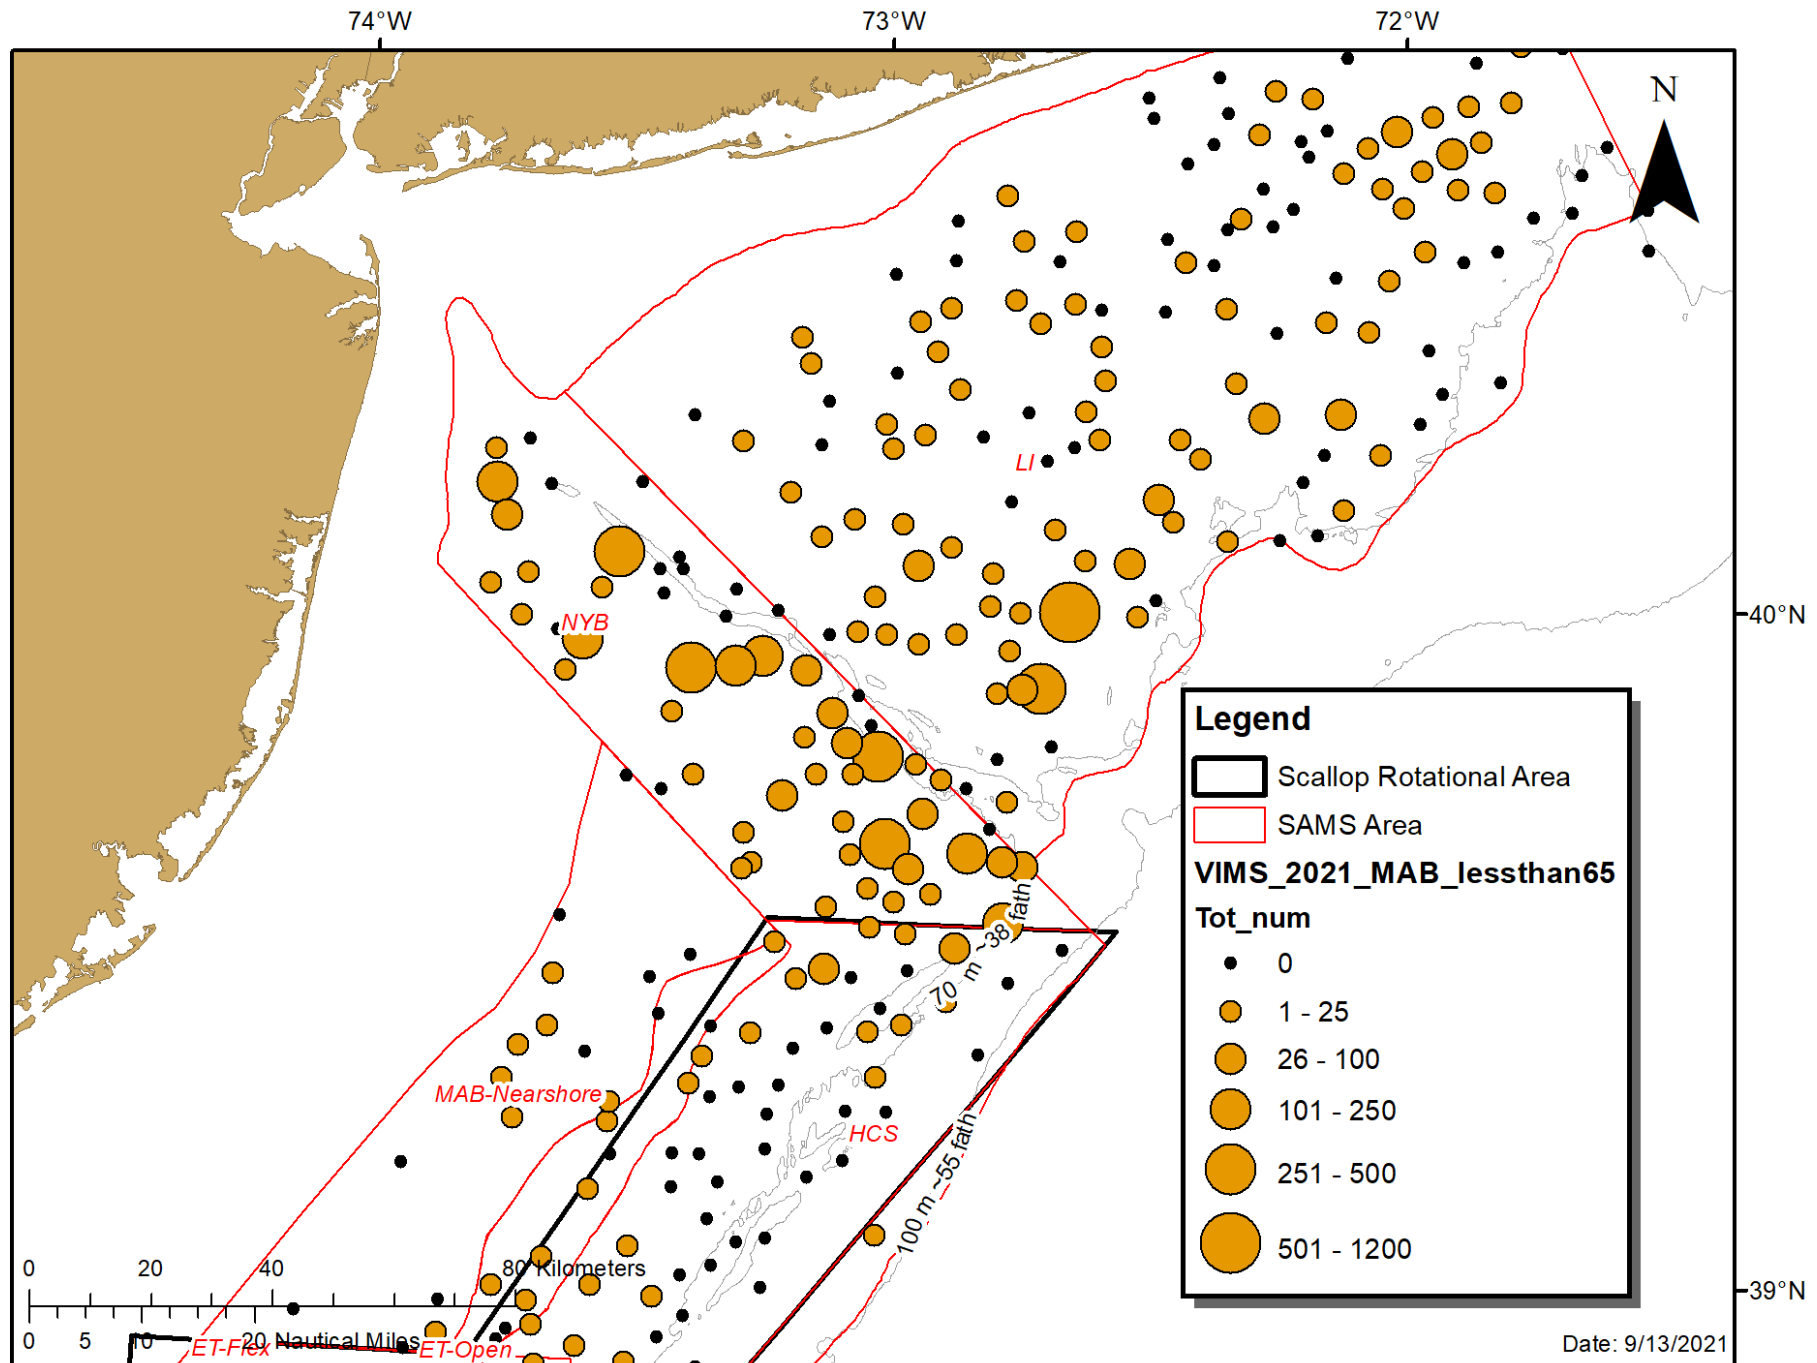 74°W
73°W
72°W
N
LI
NYB
40°N
Legend
Scallop Rotational Area
SAMS Area
VIMS_2021_MAB_lessthan65
Tot_num
0
1 - 25
26 - 100
101 - 250
251 - 500
501 - 1200
70 m ~38 fath
MAB-Nearshore
HCS
100 m ~55 fath
0 20 40 80 Kilometers
39°N
0 5 10 20 Nautical Miles
ET-Flex
ET-Open
Date: 9/13/2021